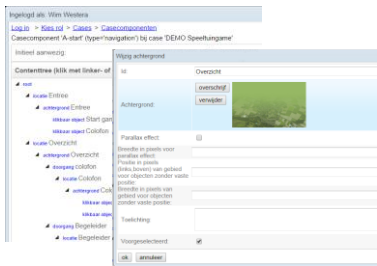 Ingelogd als: Wim Westera
Log in > Kies rol > Cases > Casecomponenten
Casecomponent 'A-start' (type='navigation') bij case 'DEMO Speeltuingame'
Initieel aanwezig:
Contenttree (klik met linker- of
root
locatie Entree
achtergrond Entree
klikbaar object Start gam
klikbaar object Colofon
locatie Overzicht
achtergrond Overzicht
doorgang colofon
locatie Colofon
achtergrond Colo
klikbaar objec
klikbaar objec
doorgang Begeleider
locatie Begeleider
Wijzig achtergrond
Id: Overzicht
Achtergrond:
overschrijf
verwijder
Parallax effect:
Breedte in pixels voor
parallax effect:
Positie in pixels
(links,boven) van gebied
voor objecten zonder vaste
positie:
Breedte in pixels van
gebied voor objecten
zonder vaste positie:
Toelichting:
Voorgeselecteerd:
ok annuleer